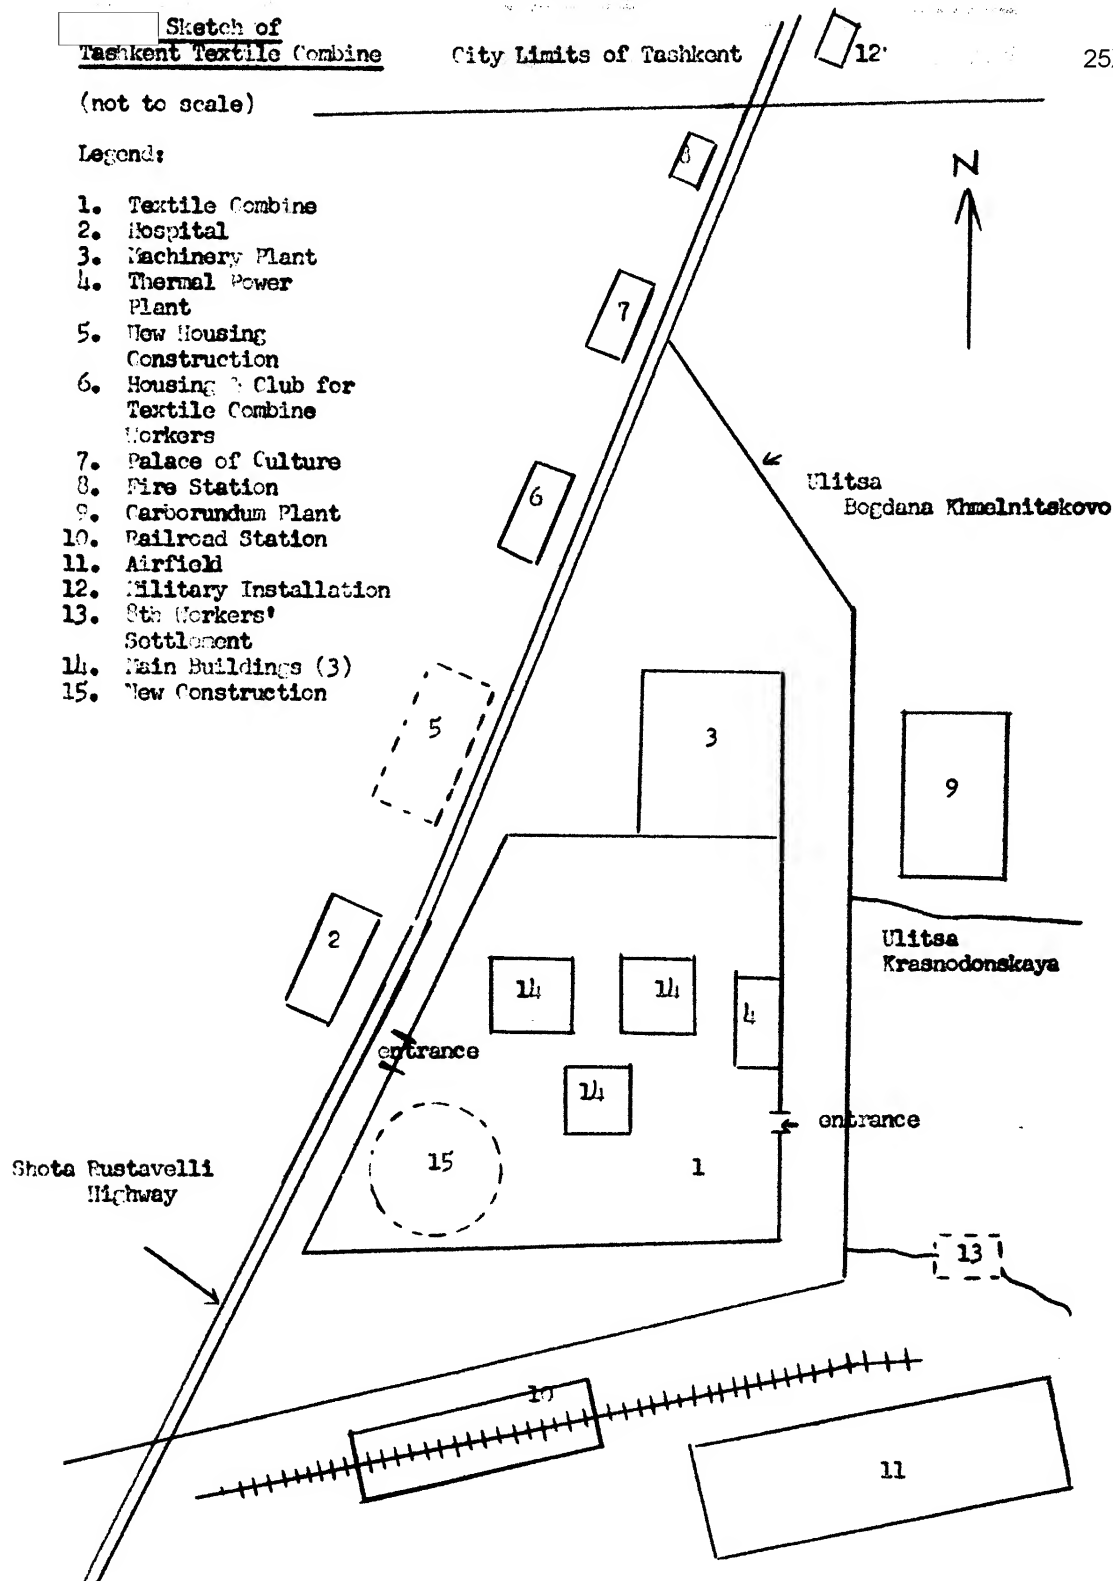 Sketch of
Tashkent Textile Combine
City Limits of Tashkent
12
25
(not to scale)
Legend:
1. Textile Combine
2. Hospital
3. Machinery Plant
4. Thermal Power
Plant
5. New Housing
Construction
6. Housing & Club for
Textile Combine
Workers
7. Palace of Culture
8. Fire Station
9. Carborundum Plant
10. Railroad Station
11. Airfield
12. Military Installation
13. 8th Workers'
Settlement
14. Main Buildings (3)
15. New Construction
N
8
7
6
Ulitsa
Bogdana Khmelnitskovo
5
3
9
2
Ulitsa
Krasnodonskaya
14
14
4
entrance
14
entrance
15
1
Shota Rustavelli
Highway
13
10
11